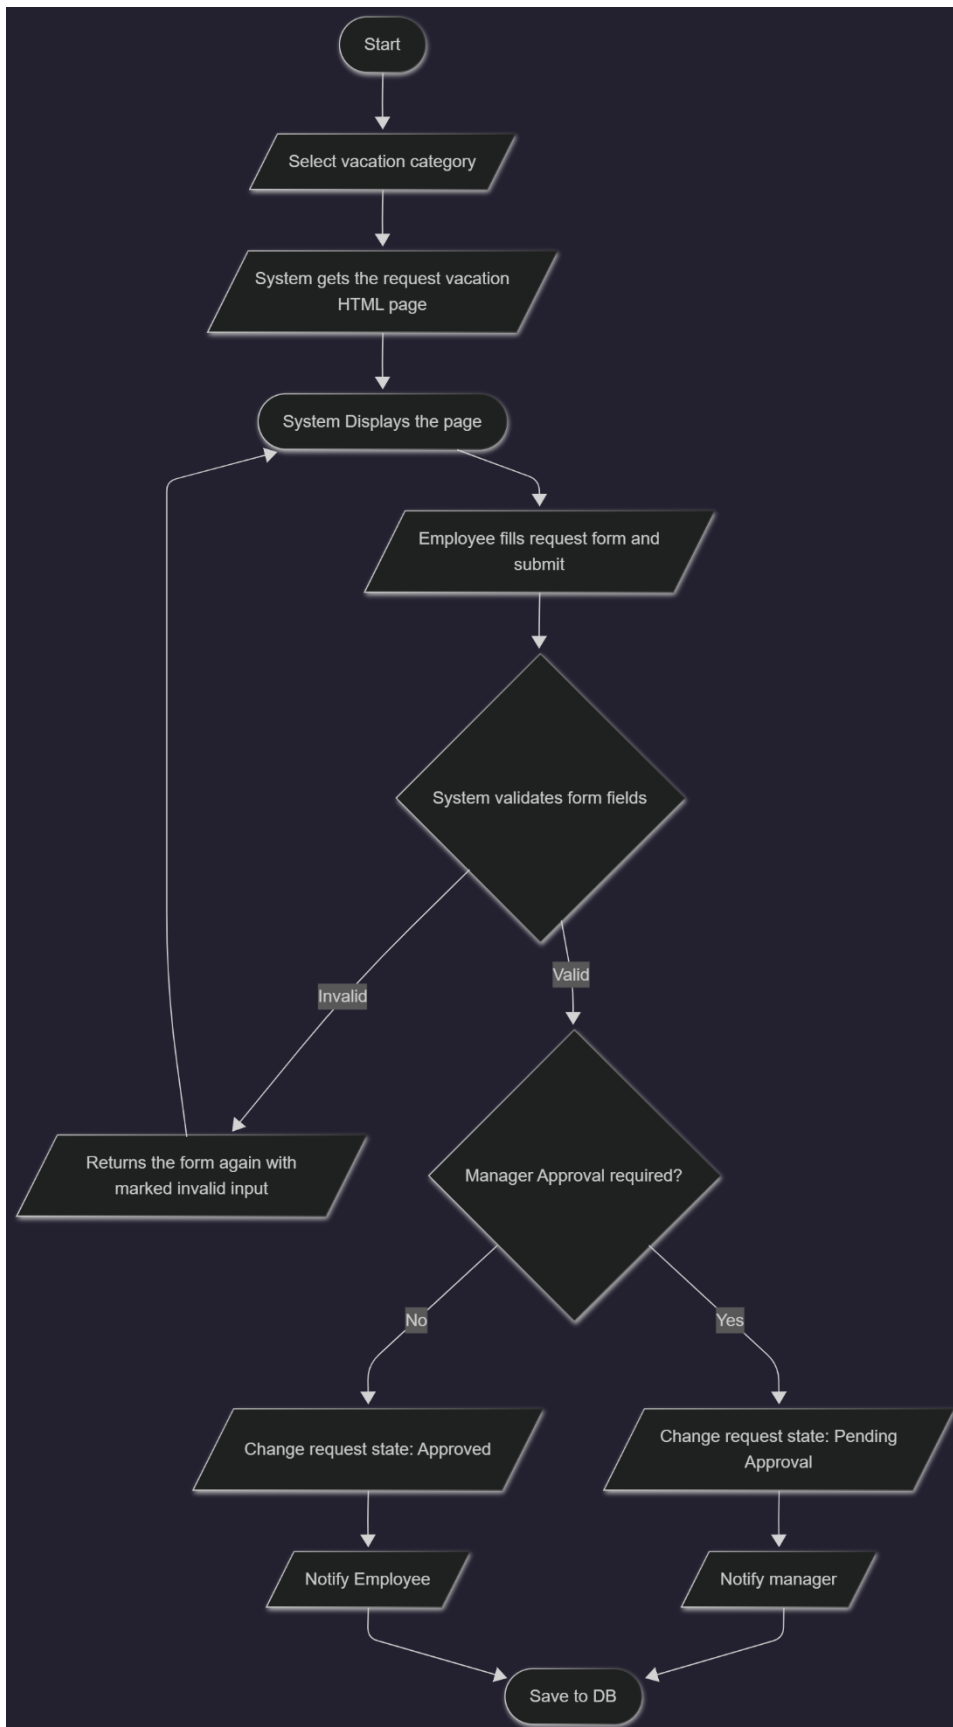 Start
Select vacation category
System gets the request vacation
HTML page
System Displays the page
Employee fills request form and
submit
System validates form fields
Valid
Invalid
Returns the form again with
marked invalid input
Manager Approval required?
No
Yes
Change request state: Approved
Change request state: Pending
Approval
Notify Employee
Notify manager
Save to DB